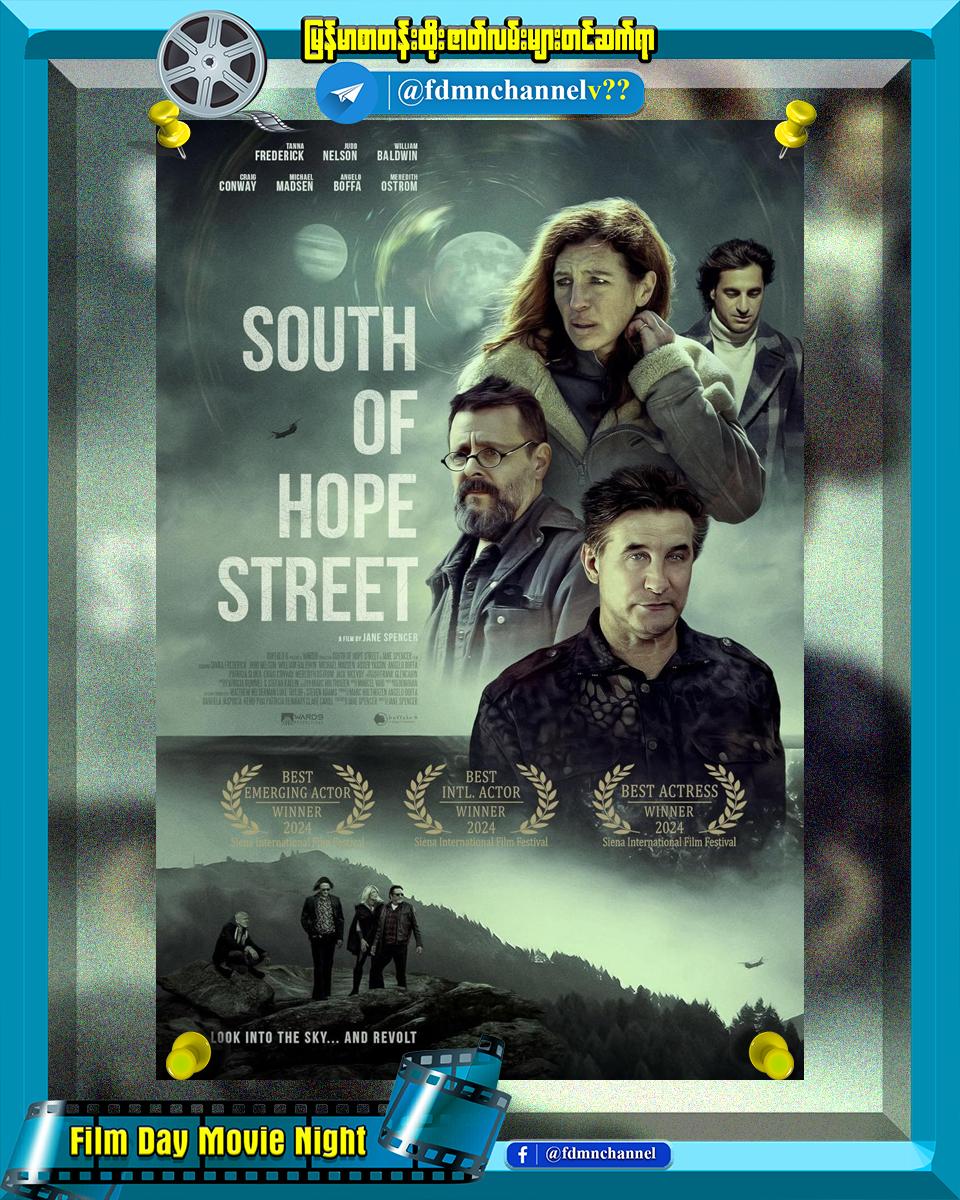 မြန်မာစာတန်းထိုးဇာတ်လမ်းများတင်ဆက်ရာ
@fdmnchannelv??
TANNA FREDERICK JUDD NELSON WILLIAM BALDWIN
CRAIG CONWAY MICHAEL MADSEN ANGELO BOFFA MEREDITH OSTROM
SOUTH
OF
HOPE
STREET
A FILM BY JANE SPENCER
BEST EMERGING ACTOR WINNER 2024 Siena International Film Festival
BEST INTL. ACTOR WINNER 2024 Siena International Film Festival
BEST ACTRESS WINNER 2024 Siena International Film Festival
LOOK INTO THE SKY... AND REVOLT
Film Day Movie Night
@fdmnchannel